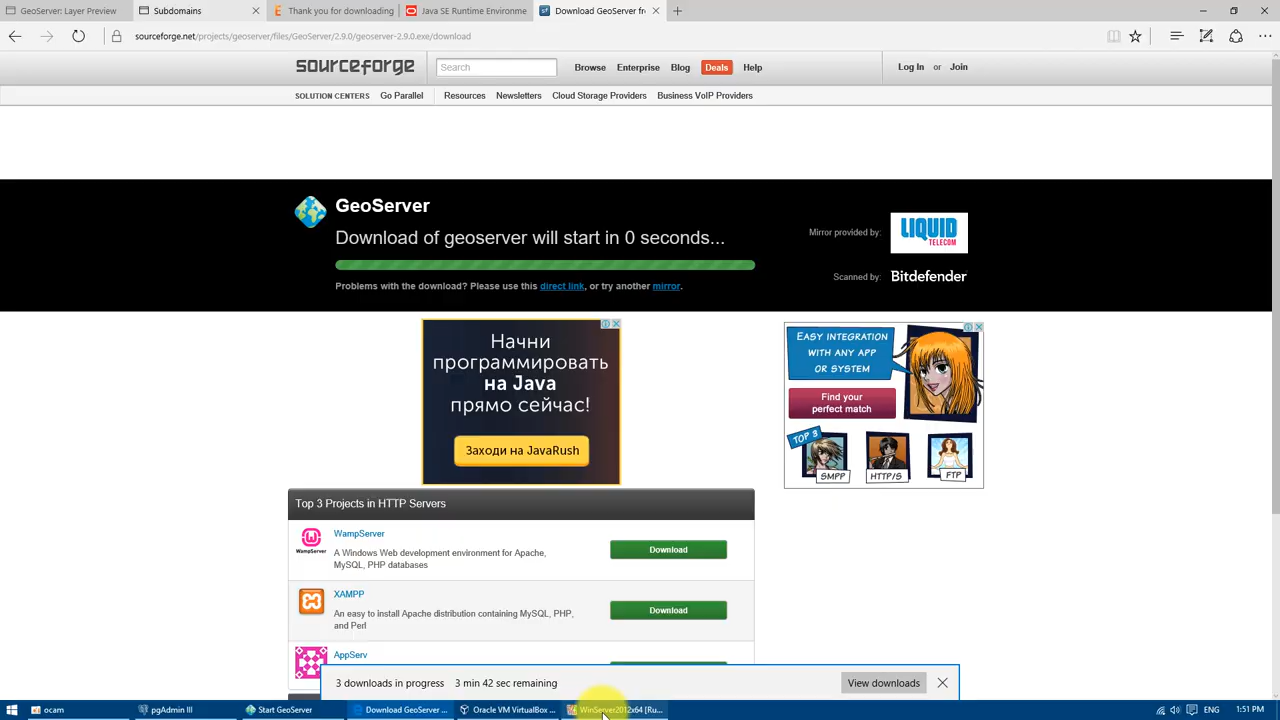 GeoServer: Layer Preview
Subdomains
Thank you for downloading
Java SE Runtime Environme
Download GeoServer fr
sourceforge.net/projects/geoserver/files/GeoServer/2.9.0/geoserver-2.9.0.exe/download
sourceforge
Search
Browse Enterprise Blog Deals Help
Log In or Join
SOLUTION CENTERS Go Parallel Resources Newsletters Cloud Storage Providers Business VoIP Providers
GeoServer
Download of geoserver will start in 0 seconds...
Problems with the download? Please use this direct link, or try another mirror.
Mirror provided by:
LIQUID
TELECOM
Scanned by: Bitdefender
Начни
программировать
на Java
прямо сейчас!
Заходи на JavaRush
EASY INTEGRATION
WITH ANY APP
OR SYSTEM
Find your
perfect match
TOP 3
SMPP HTTP/S FTP
Top 3 Projects in HTTP Servers
WampServer
WampServer
A Windows Web development environment for Apache,
MySQL, PHP databases
Download
XAMPP
An easy to install Apache distribution containing MySQL, PHP,
and Perl
Download
AppServ
3 downloads in progress 3 min 42 sec remaining
View downloads
ocam
pgAdmin III
Start GeoServer
Download GeoServer ...
Oracle VM VirtualBox ...
WinServer2012x64 [Ru...
ENG 1:51 PM